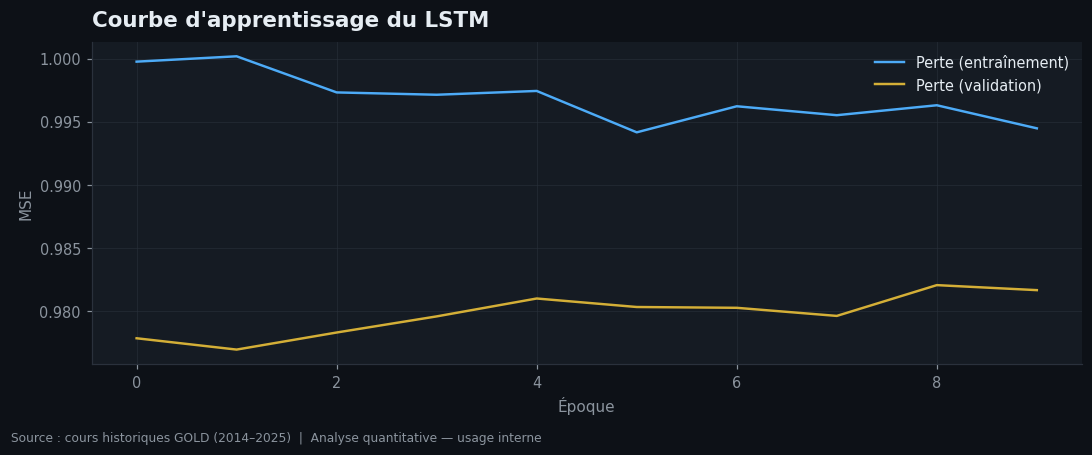 Courbe d'apprentissage du LSTM
Perte (entraînement)
Perte (validation)
MSE
1.000
0.995
0.990
0.985
0.980
0 2 4 6 8
Époque
Source : cours historiques GOLD (2014–2025) | Analyse quantitative — usage interne